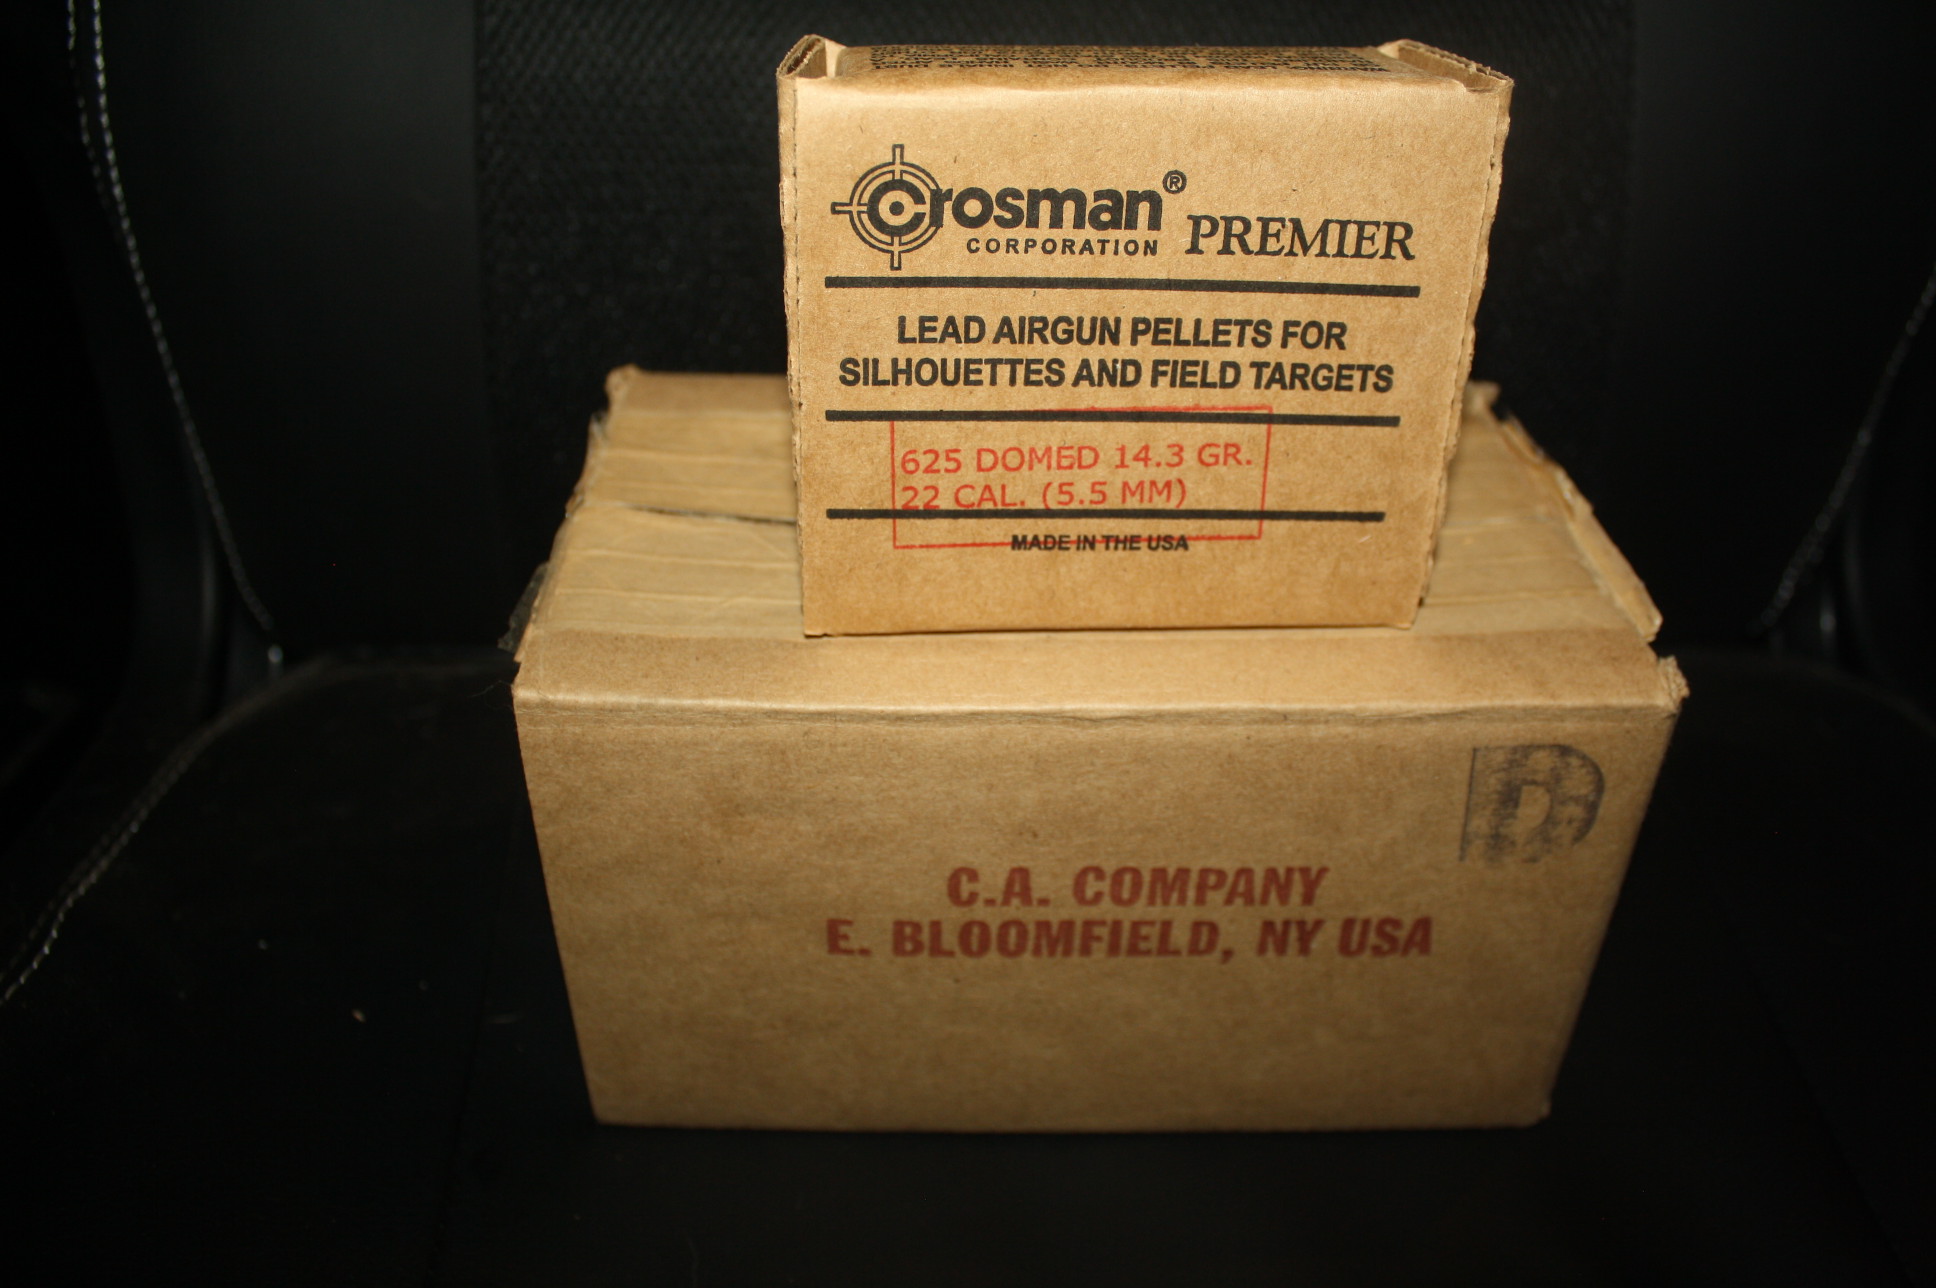 Crosman®
CORPORATION PREMIER
LEAD AIRGUN PELLETS FOR
SILHOUETTES AND FIELD TARGETS
625 DOMED 14.3 GR.
22 CAL. (5.5 MM)
MADE IN THE USA
D
C.A. COMPANY
E. BLOOMFIELD, NY USA